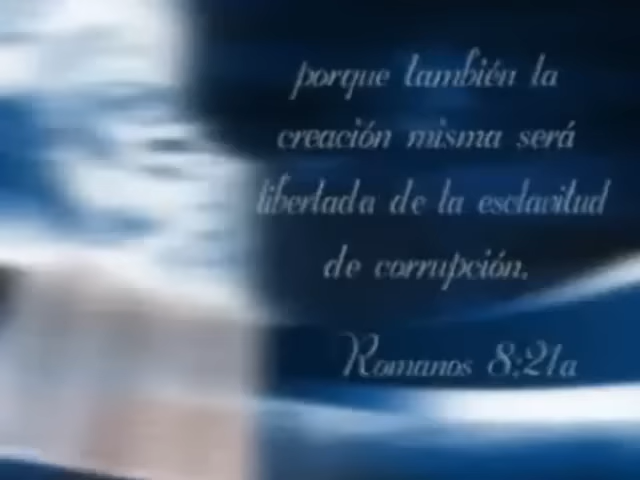 porque también la
creación misma será
libertada de la esclavitud
de corrupción.
Romanos 8:21a